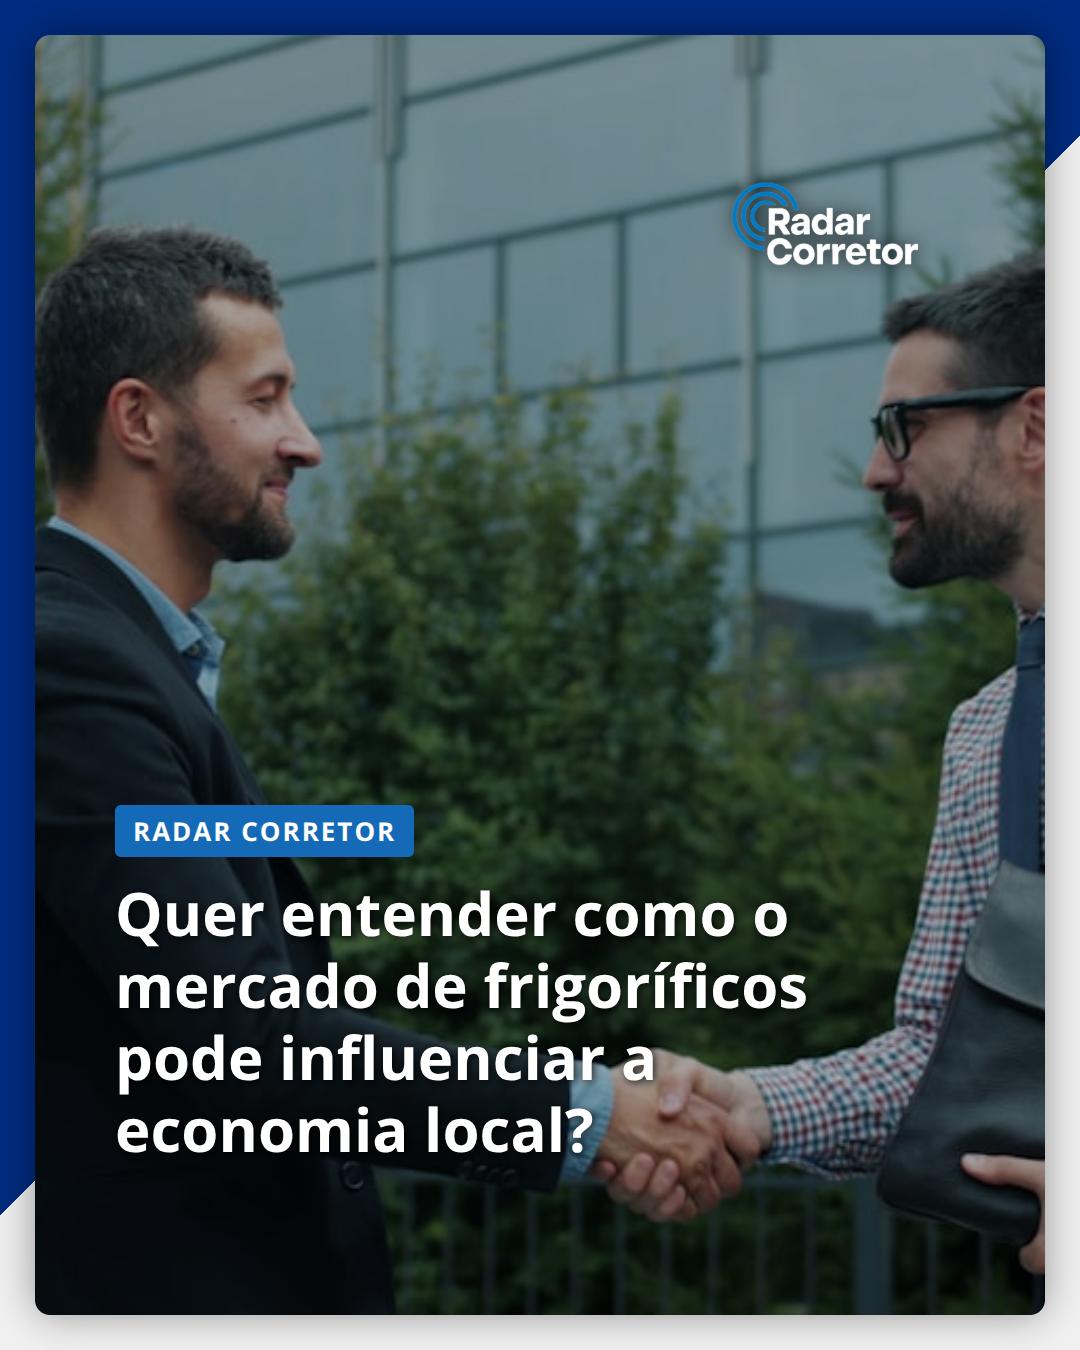 Radar
Corretor
RADAR CORRETOR
Quer entender como o
mercado de frigoríficos
pode influenciar a
economia local?